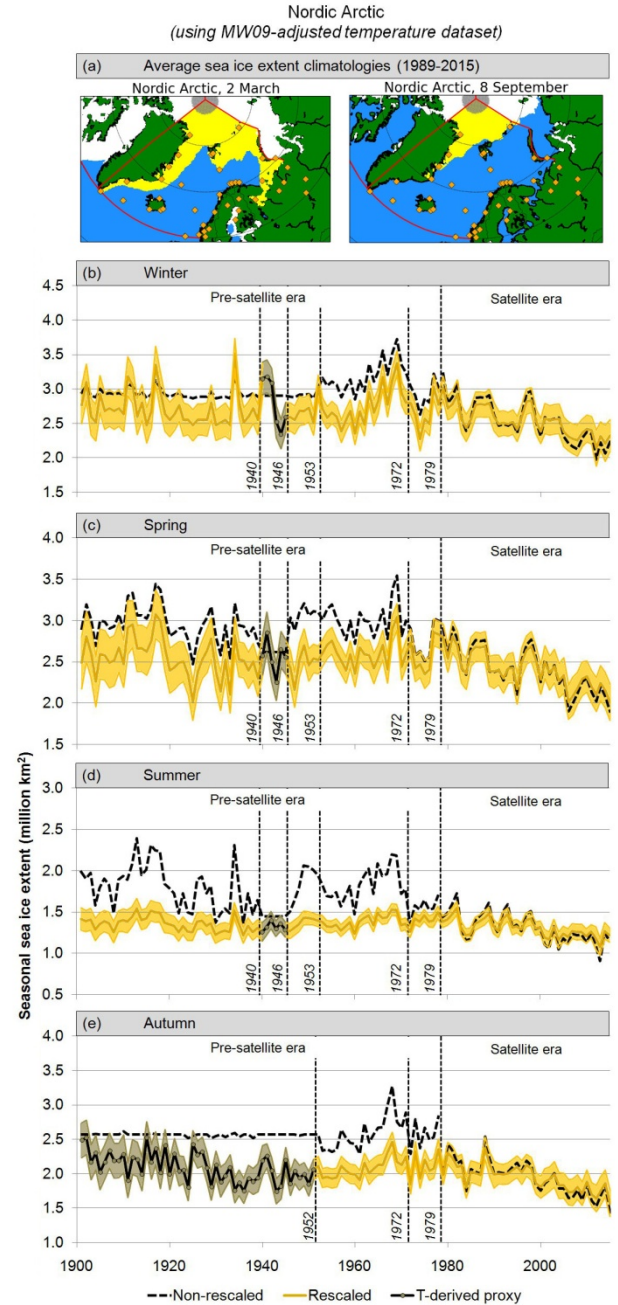 Nordic Arctic
(using MW09-adjusted temperature dataset)
(a) Average sea ice extent climatologies (1989-2015)
Nordic Arctic, 2 March
Nordic Arctic, 8 September
(b) Winter
Pre-satellite era
Satellite era
4.5
4.0
3.5
3.0
2.5
2.0
1.5
1940
1946
1953
1972
1979
(c) Spring
Pre-satellite era
Satellite era
4.0
3.5
3.0
2.5
2.0
1.5
1940
1946
1953
1972
1979
Seasonal sea ice extent (million km²)
(d) Summer
Pre-satellite era
Satellite era
3.0
2.5
2.0
1.5
1.0
0.5
1940
1946
1953
1972
1979
(e) Autumn
Pre-satellite era
Satellite era
4.0
3.5
3.0
2.5
2.0
1.5
1.0
1952
1972
1979
1900 1920 1940 1960 1980 2000
Non-rescaled Rescaled T-derived proxy